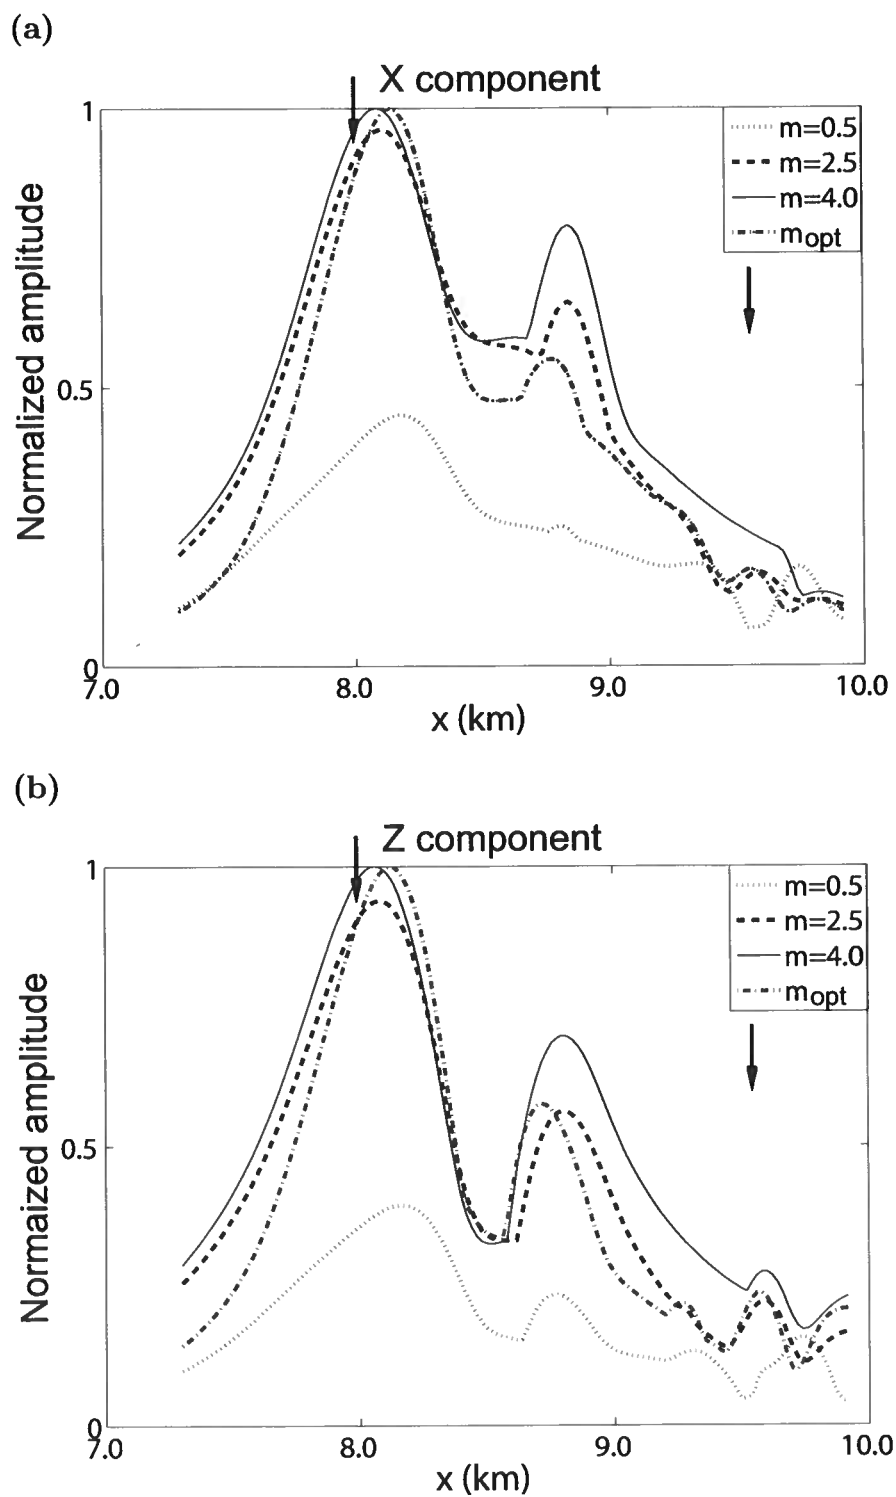 (a)
X component
1
m=0.5
m=2.5
m=4.0
mopt
Normalized amplitude
0.5
0
7.0 8.0 9.0 10.0
x (km)
(b)
Z component
1
m=0.5
m=2.5
m=4.0
mopt
Normaized amplitude
0.5
0
7.0 8.0 9.0 10.0
x (km)